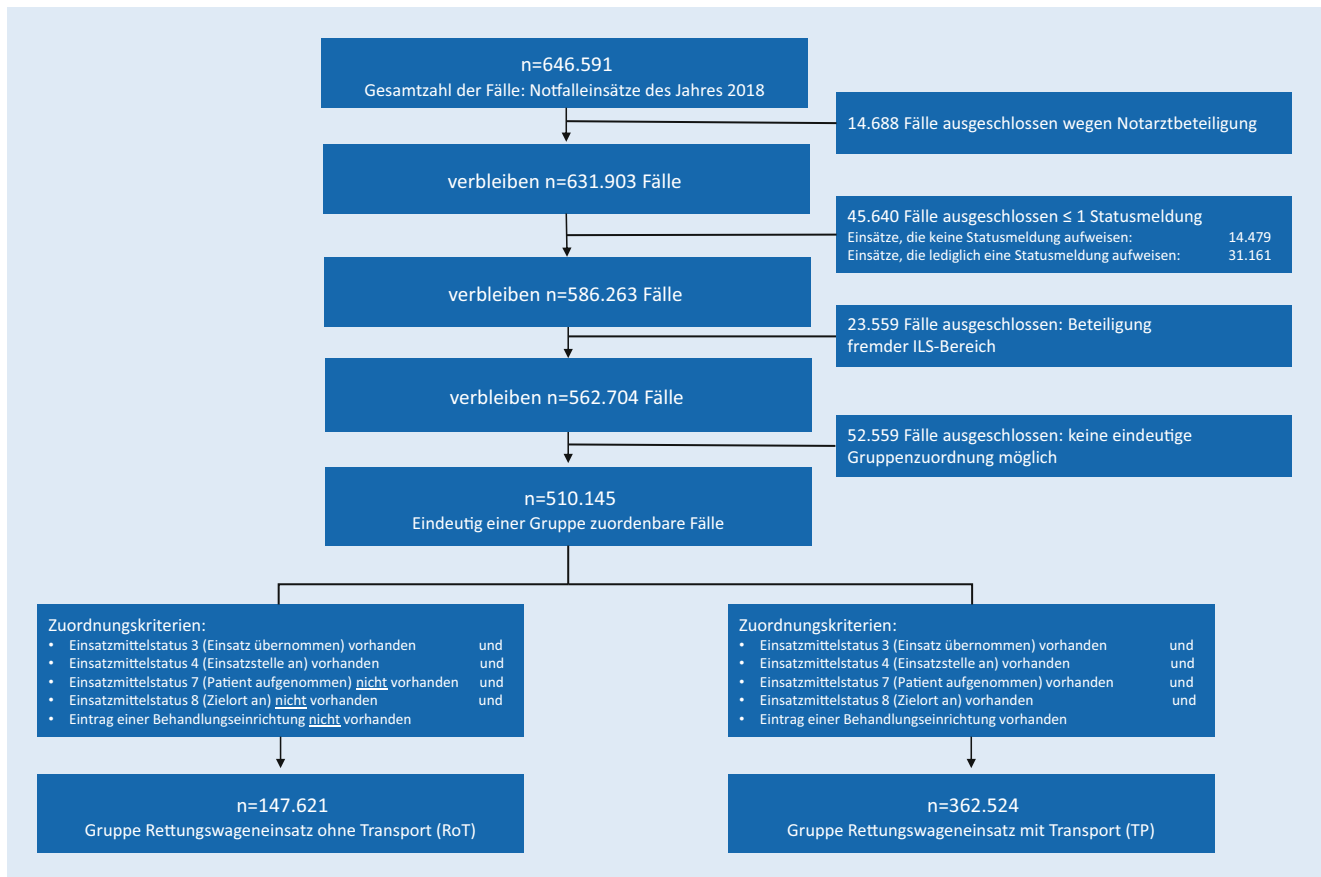 n=646.591
Gesamtzahl der Fälle: Notfalleinsätze des Jahres 2018
14.688 Fälle ausgeschlossen wegen Notarztbeteiligung
verbleiben n=631.903 Fälle
45.640 Fälle ausgeschlossen ≤ 1 Statusmeldung
Einsätze, die keine Statusmeldung aufweisen: 14.479
Einsätze, die lediglich eine Statusmeldung aufweisen: 31.161
verbleiben n=586.263 Fälle
23.559 Fälle ausgeschlossen: Beteiligung
fremder ILS-Bereich
verbleiben n=562.704 Fälle
52.559 Fälle ausgeschlossen: keine eindeutige
Gruppenzuordnung möglich
n=510.145
Eindeutig einer Gruppe zuordenbare Fälle
Zuordnungskriterien:
• Einsatzmittelstatus 3 (Einsatz übernommen) vorhanden und
• Einsatzmittelstatus 4 (Einsatzstelle an) vorhanden und
• Einsatzmittelstatus 7 (Patient aufgenommen) nicht vorhanden und
• Einsatzmittelstatus 8 (Zielort an) nicht vorhanden und
• Eintrag einer Behandlungseinrichtung nicht vorhanden
n=147.621
Gruppe Rettungswageneinsatz ohne Transport (RoT)
Zuordnungskriterien:
• Einsatzmittelstatus 3 (Einsatz übernommen) vorhanden und
• Einsatzmittelstatus 4 (Einsatzstelle an) vorhanden und
• Einsatzmittelstatus 7 (Patient aufgenommen) vorhanden und
• Einsatzmittelstatus 8 (Zielort an) vorhanden und
• Eintrag einer Behandlungseinrichtung vorhanden
n=362.524
Gruppe Rettungswageneinsatz mit Transport (TP)